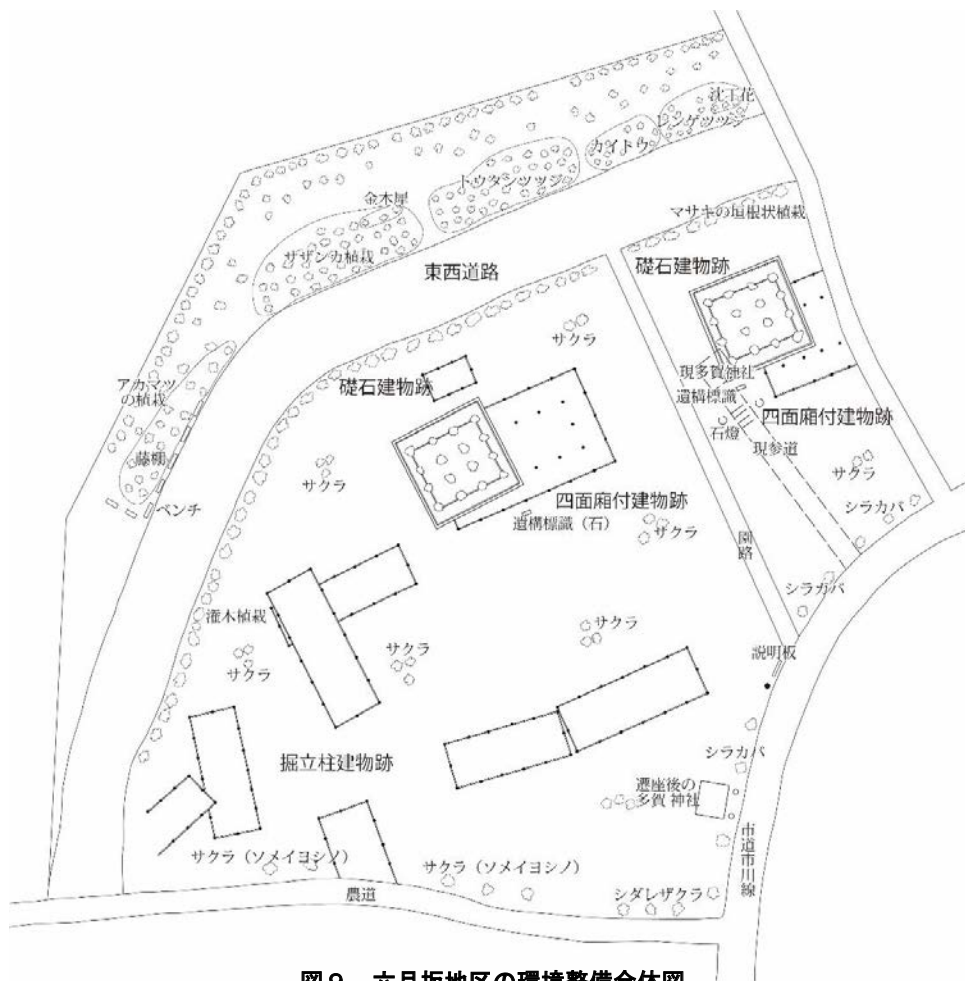 沈丁花
レンゲツツジ
カイドウ
トウダンツツジ
金木犀
サザンカ植栽
マサキの垣根状植栽
東西道路
礎石建物跡
サクラ
現多賀神社
遺構標識
石燈
現参道
四面廂付建物跡
サクラ
シラカバ
アカマツ
の植栽
藤棚
ベンチ
礎石建物跡
サクラ
四面廂付建物跡
遺構標識(石)
サクラ
園路
シラカバ
灌木植栽
サクラ
サクラ
サクラ
説明板
掘立柱建物跡
シラカバ
遷座後の
多賀 神社
市道市川線
サクラ(ソメイヨシノ)
サクラ(ソメイヨシノ)
シダレザクラ
農道